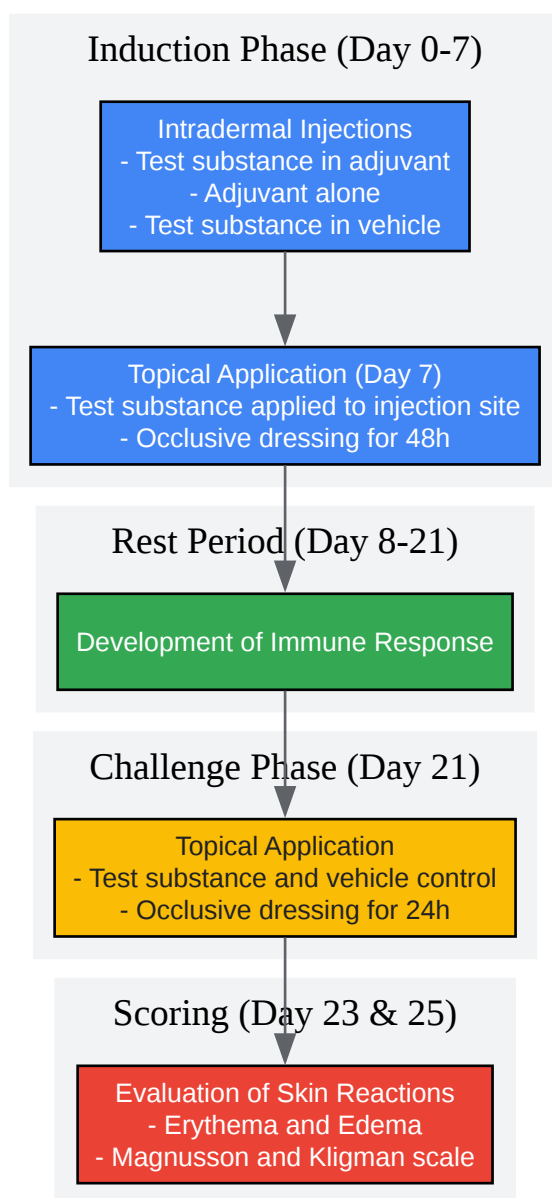 Induction Phase (Day 0-7)
Intradermal Injections
- Test substance in adjuvant
- Adjuvant alone
- Test substance in vehicle
Topical Application (Day 7)
- Test substance applied to injection site
- Occlusive dressing for 48h
Rest Period (Day 8-21)
Development of Immune Response
Challenge Phase (Day 21)
Topical Application
- Test substance and vehicle control
- Occlusive dressing for 24h
Scoring (Day 23 & 25)
Evaluation of Skin Reactions
- Erythema and Edema
- Magnusson and Kligman scale